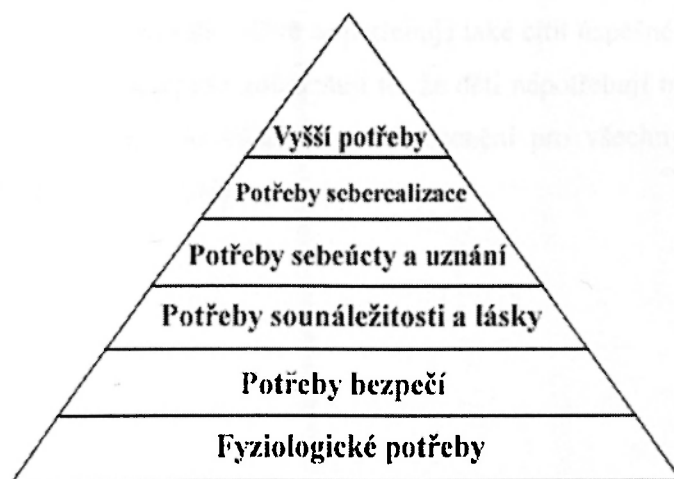 Vyšší potřeby
Potřeby seberealizace
Potřeby sebeúcty a uznání
Potřeby sounáležitosti a lásky
Potřeby bezpečí
Fyziologické potřeby